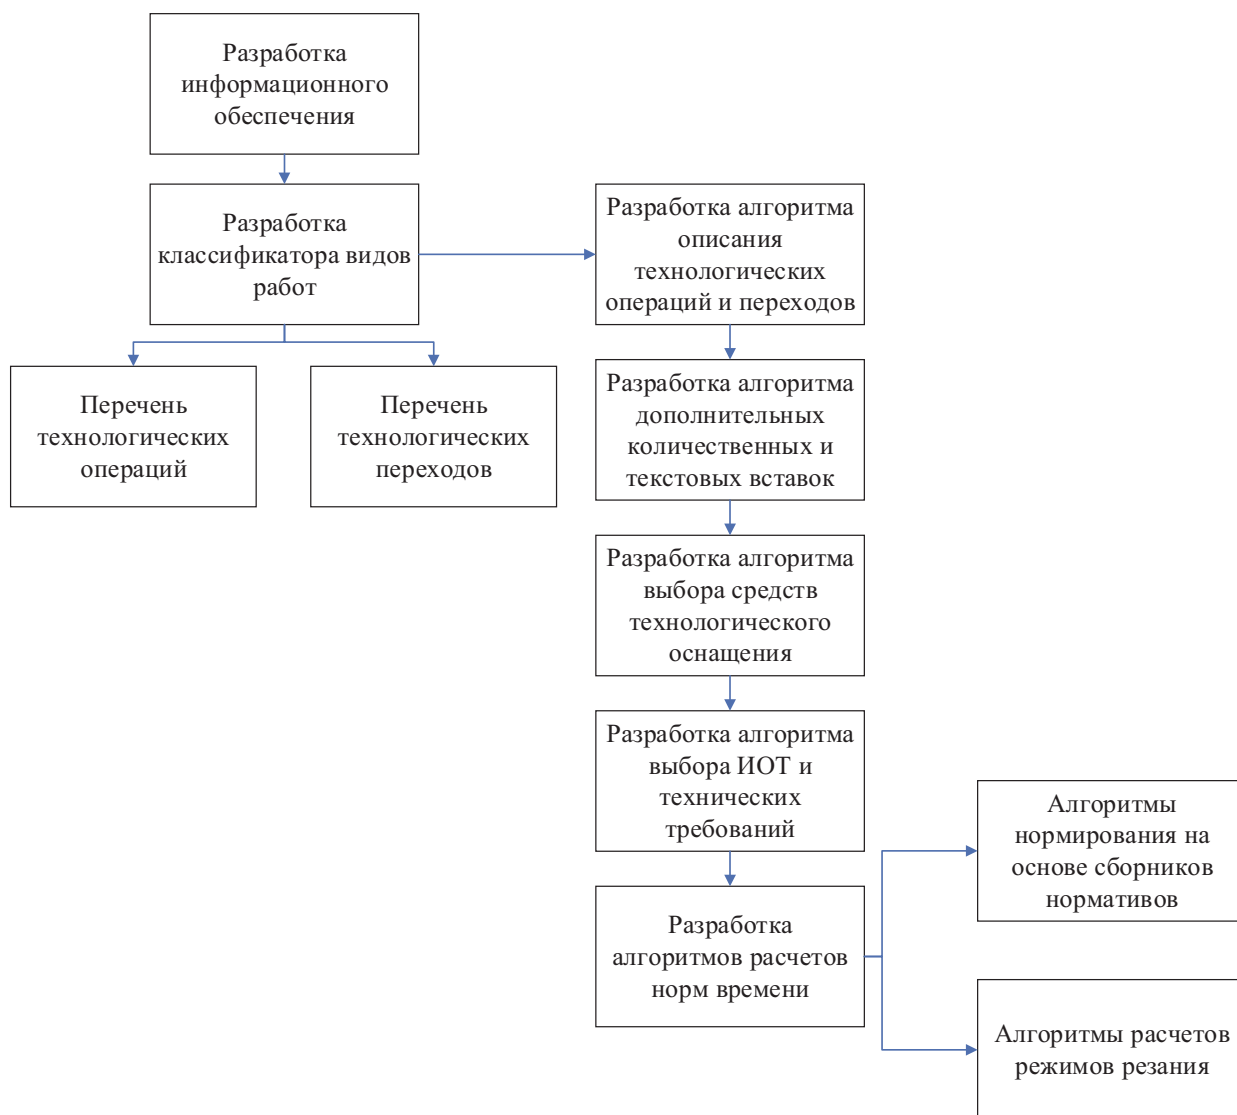 Разработка
информационного
обеспечения
Разработка
классификатора видов
работ
Разработка алгоритма
описания
технологических
операций и переходов
Перечень
технологических
операций
Перечень
технологических
переходов
Разработка алгоритма
дополнительных
количественных и
текстовых вставок
Разработка алгоритма
выбора средств
технологического
оснащения
Разработка алгоритма
выбора ИОТ и
технических
требований
Алгоритмы
нормирования на
основе сборников
нормативов
Разработка
алгоритмов расчетов
норм времени
Алгоритмы расчетов
режимов резания